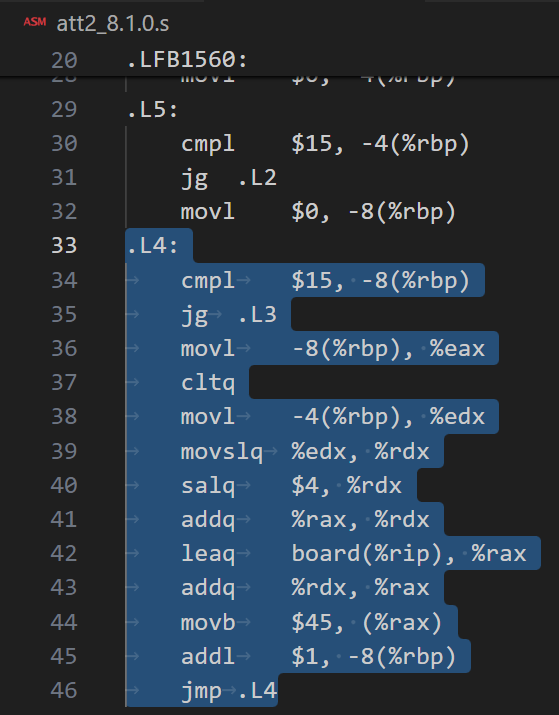 ASM att2_8.1.0.s
20 .LFB1560:
28 movl $0, -4(%rbp)
29 .L5:
30 cmpl $15, -4(%rbp)
31 jg .L2
32 movl $0, -8(%rbp)
33 .L4:
34 cmpl $15, -8(%rbp)
35 jg .L3
36 movl -8(%rbp), %eax
37 cltq
38 movl -4(%rbp), %edx
39 movslq %edx, %rdx
40 salq $4, %rdx
41 addq %rax, %rdx
42 leaq board(%rip), %rax
43 addq %rdx, %rax
44 movb $45, (%rax)
45 addl $1, -8(%rbp)
46 jmp .L4